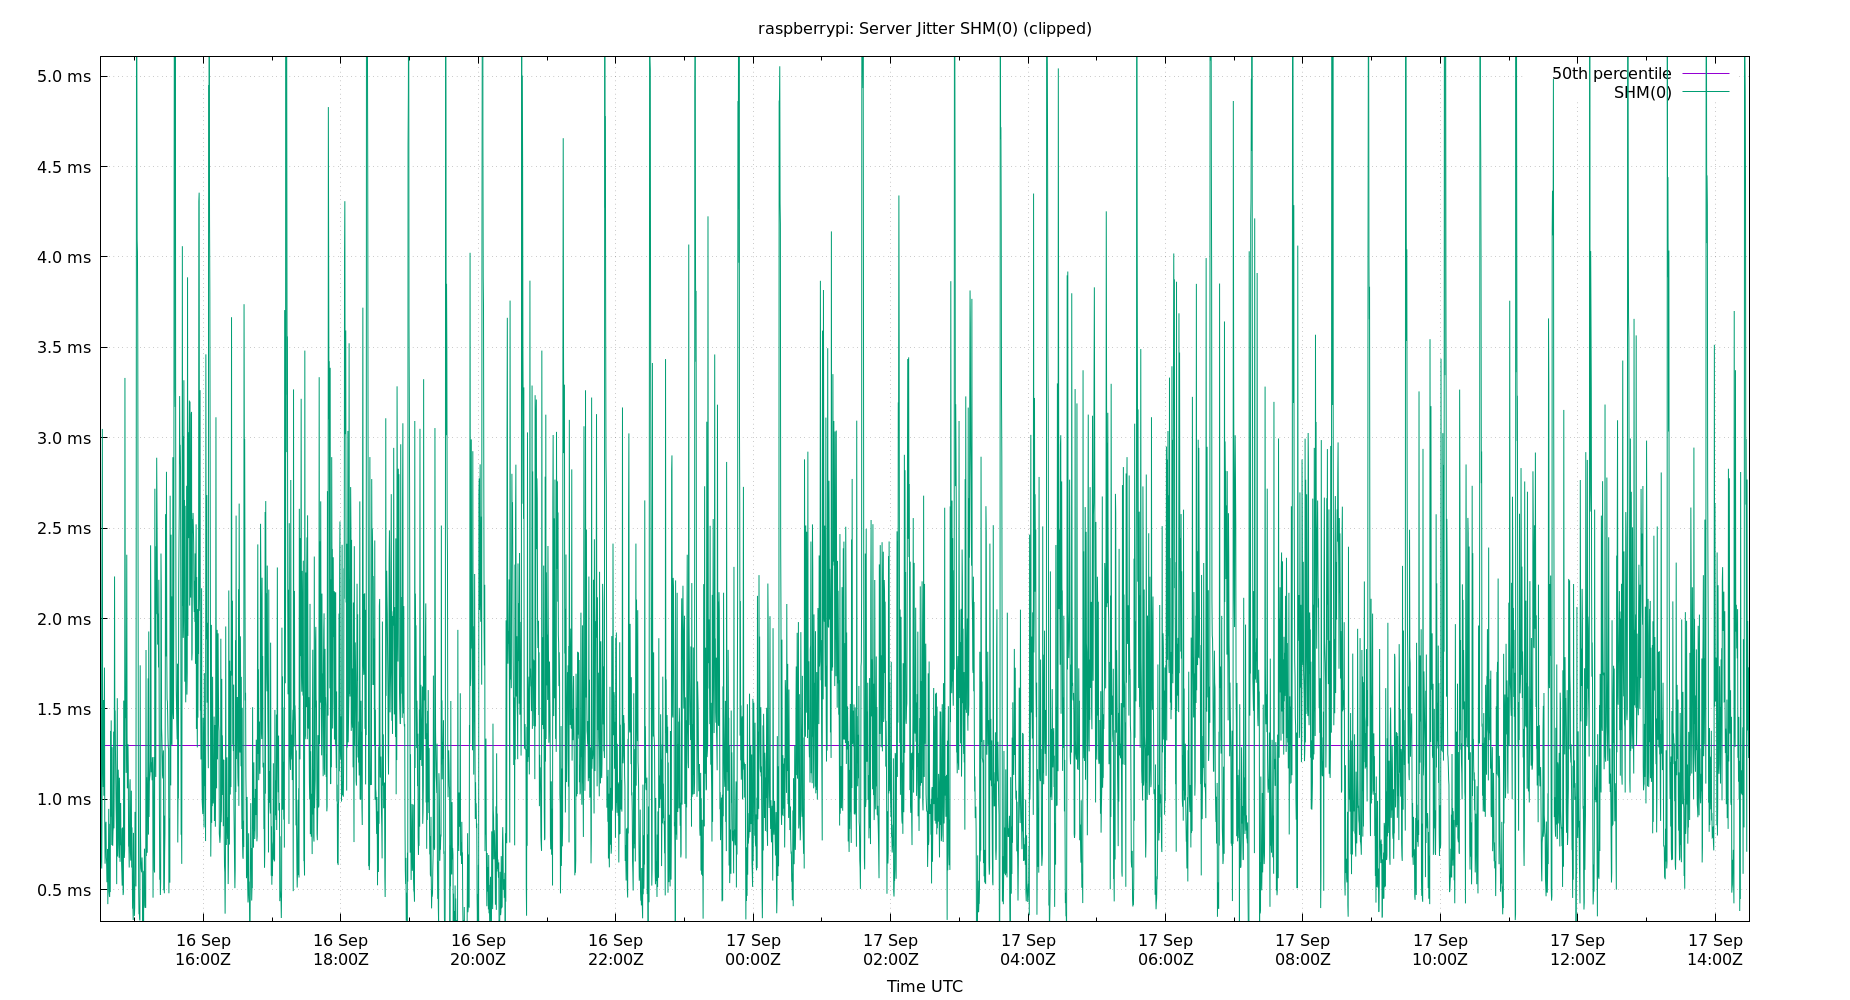 raspberrypi: Server Jitter SHM(0) (clipped)
50th percentile
SHM(0)
5.0 ms
4.5 ms
4.0 ms
3.5 ms
3.0 ms
2.5 ms
2.0 ms
1.5 ms
1.0 ms
0.5 ms
16 Sep 16 Sep 16 Sep 16 Sep 17 Sep 17 Sep 17 Sep 17 Sep 17 Sep 17 Sep 17 Sep 17 Sep
16:00Z 18:00Z 20:00Z 22:00Z 00:00Z 02:00Z 04:00Z 06:00Z 08:00Z 10:00Z 12:00Z 14:00Z
Time UTC